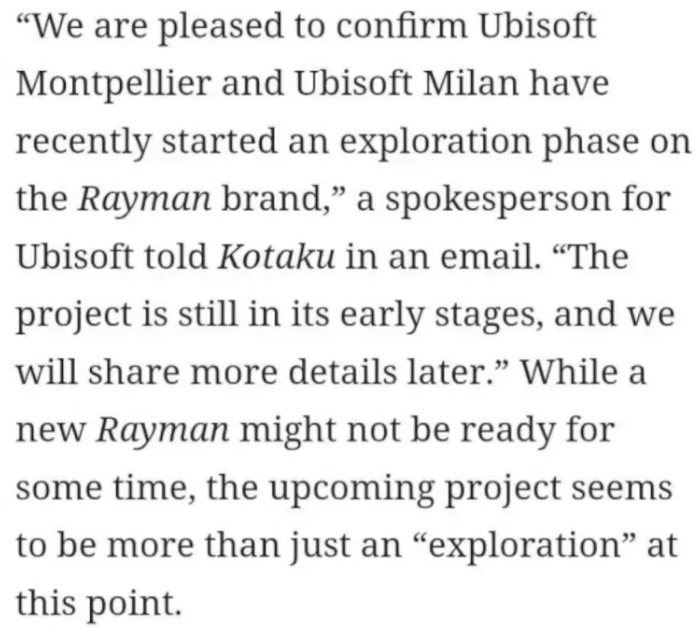 “We are pleased to confirm Ubisoft
Montpellier and Ubisoft Milan have
recently started an exploration phase on
the Rayman brand,” a spokesperson for
Ubisoft told Kotaku in an email. “The
project is still in its early stages, and we
will share more details later.” While a
new Rayman might not be ready for
some time, the upcoming project seems
to be more than just an “exploration” at
this point.